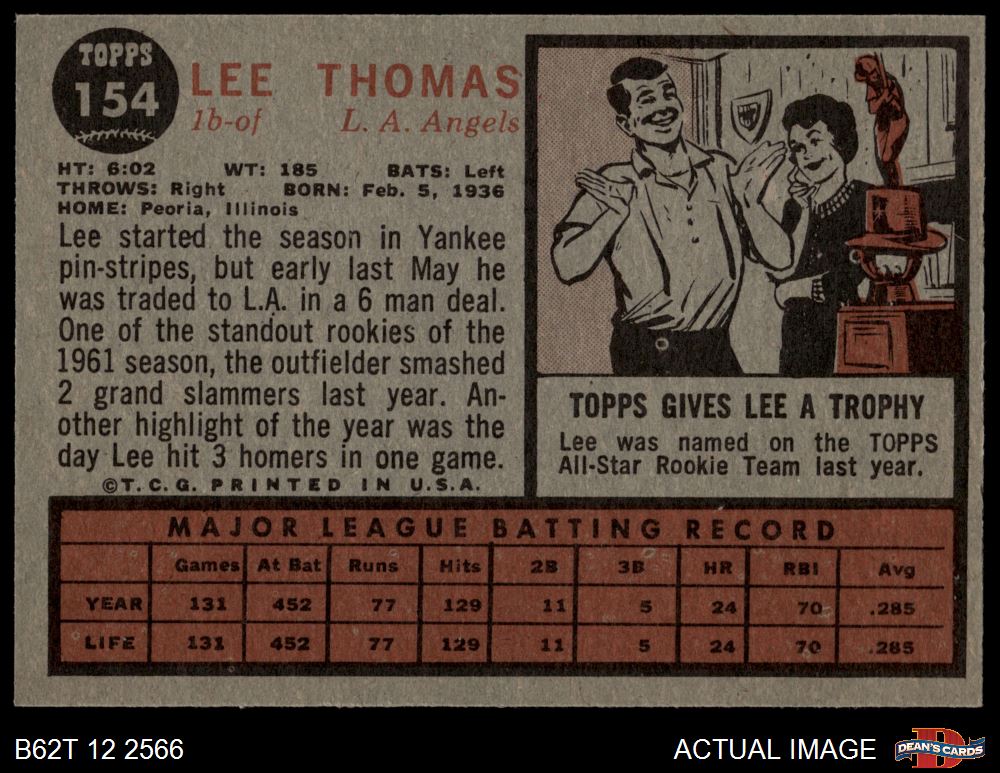 TOPPS
154
LEE THOMAS
1b-of L. A. Angels
HT: 6:02 WT: 185 BATS: Left
THROWS: Right BORN: Feb. 5, 1936
HOME: Peoria, Illinois
Lee started the season in Yankee
pin-stripes, but early last May he
was traded to L.A. in a 6 man deal.
One of the standout rookies of the
1961 season, the outfielder smashed
2 grand slammers last year. An-
other highlight of the year was the
day Lee hit 3 homers in one game.
©T.C.G. PRINTED IN U.S.A.
TOPPS GIVES LEE A TROPHY
Lee was named on the TOPPS
All-Star Rookie Team last year.
MAJOR LEAGUE BATTING RECORD
Games At Bat Runs Hits 2B 3B HR RBI Avg
YEAR 131 452 77 129 11 5 24 70 .285
LIFE 131 452 77 129 11 5 24 70 .285
B62T 12 2566
ACTUAL IMAGE
D
DEAN'S CARDS